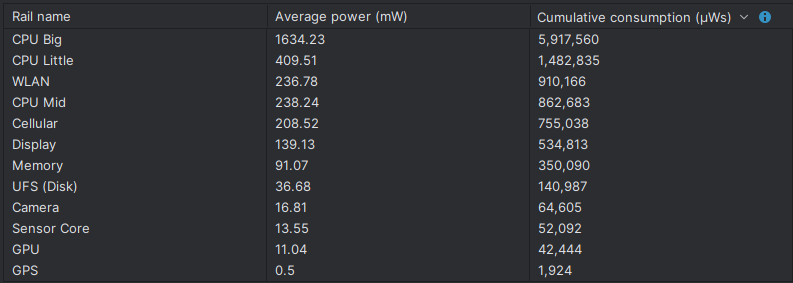 Rail name Average power (mW) Cumulative consumption (µWs)
CPU Big 1634.23 5,917,560
CPU Little 409.51 1,482,835
WLAN 236.78 910,166
CPU Mid 238.24 862,683
Cellular 208.52 755,038
Display 139.13 534,813
Memory 91.07 350,090
UFS (Disk) 36.68 140,987
Camera 16.81 64,605
Sensor Core 13.55 52,092
GPU 11.04 42,444
GPS 0.5 1,924